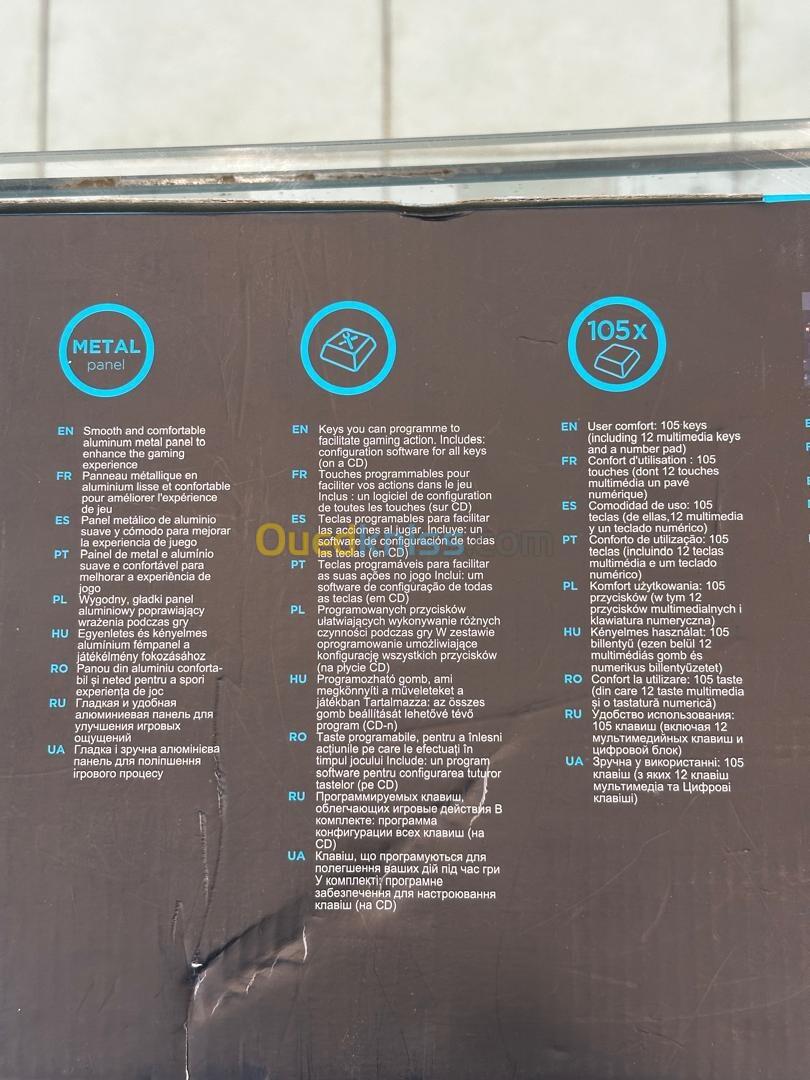 METAL
panel
EN Smooth and comfortable
aluminum metal panel to
enhance the gaming
experience
FR Panneau métallique en
aluminium lisse et confortable
pour améliorer l'expérience
de jeu
ES Panel metálico de aluminio
suave y cómodo para mejorar
la experiencia de juego
PT Painel de metal e alumínio
suave e confortável para
melhorar a experiência de
jogo
PL Wygodny, gładki panel
aluminiowy poprawiający
wrażenia podczas gry
HU Egyenletes és kényelmes
alumínium fémpanel a
játékélmény fokozásához
RO Panou din aluminiu conforta-
bil și neted pentru a spori
experiența de joc
RU Гладкая и удобная
алюминиевая панель для
улучшения игровых
ощущений
UA Гладка і зручна алюмінієва
панель для поліпшення
ігрового процесу
EN Keys you can programme to
facilitate gaming action. Includes:
configuration software for all keys
(on a CD)
FR Touches programmables pour
faciliter vos actions dans le jeu
Inclus : un logiciel de configuration
de toutes les touches (sur CD)
ES Teclas programables para facilitar
las acciones al jugar. Incluye: un
software de configuración de todas
las teclas (en CD)
PT Teclas programáveis para facilitar
as suas ações no jogo Inclui: um
software de configuração de todas
as teclas (em CD)
PL Programowanych przycisków
ułatwiających wykonywanie różnych
czynności podczas gry W zestawie
oprogramowanie umożliwiające
konfigurację wszystkich przycisków
(na płycie CD)
HU Programozható gomb, ami
megkönnyíti a műveleteket a
játékban Tartalmazza: az összes
gomb beállítását lehetővé tévő
program (CD-n)
RO Taste programabile, pentru a înlesni
acțiunile pe care le efectuați în
timpul jocului Include: un program
software pentru configurarea tuturor
tastelor (pe CD)
RU Программируемых клавиш,
облегчающих игровые действия В
комплекте: программа
конфигурации всех клавиш (на
CD)
UA Клавіш, що програмуються для
полегшення ваших дій під час гри
У комплекті: програмне
забезпечення для настроювання
клавіш (на CD)
105x
EN User comfort: 105 keys
(including 12 multimedia keys
and a number pad)
FR Confort d'utilisation : 105
touches (dont 12 touches
multimédia un pavé
numérique)
ES Comodidad de uso: 105
teclas (de ellas,12 multimedia
y un teclado numérico)
PT Conforto de utilização: 105
teclas (incluindo 12 teclas
multimédia e um teclado
numérico)
PL Komfort użytkowania: 105
przycisków (w tym 12
przycisków multimedialnych i
klawiatura numeryczna)
HU Kényelmes használat: 105
billentyű (ezen belül 12
multimédiás gomb és
numerikus billentyűzetet)
RO Confort la utilizare: 105 taste
(din care 12 taste multimedia
și o tastatură numerică)
RU Удобство использования:
105 клавиш (включая 12
мультимедийных клавиш и
цифровой блок)
UA Зручна у використанні: 105
клавіш (з яких 12 клавіш
мультимедіа та Цифрові
клавіші)
Ouedkniss.com